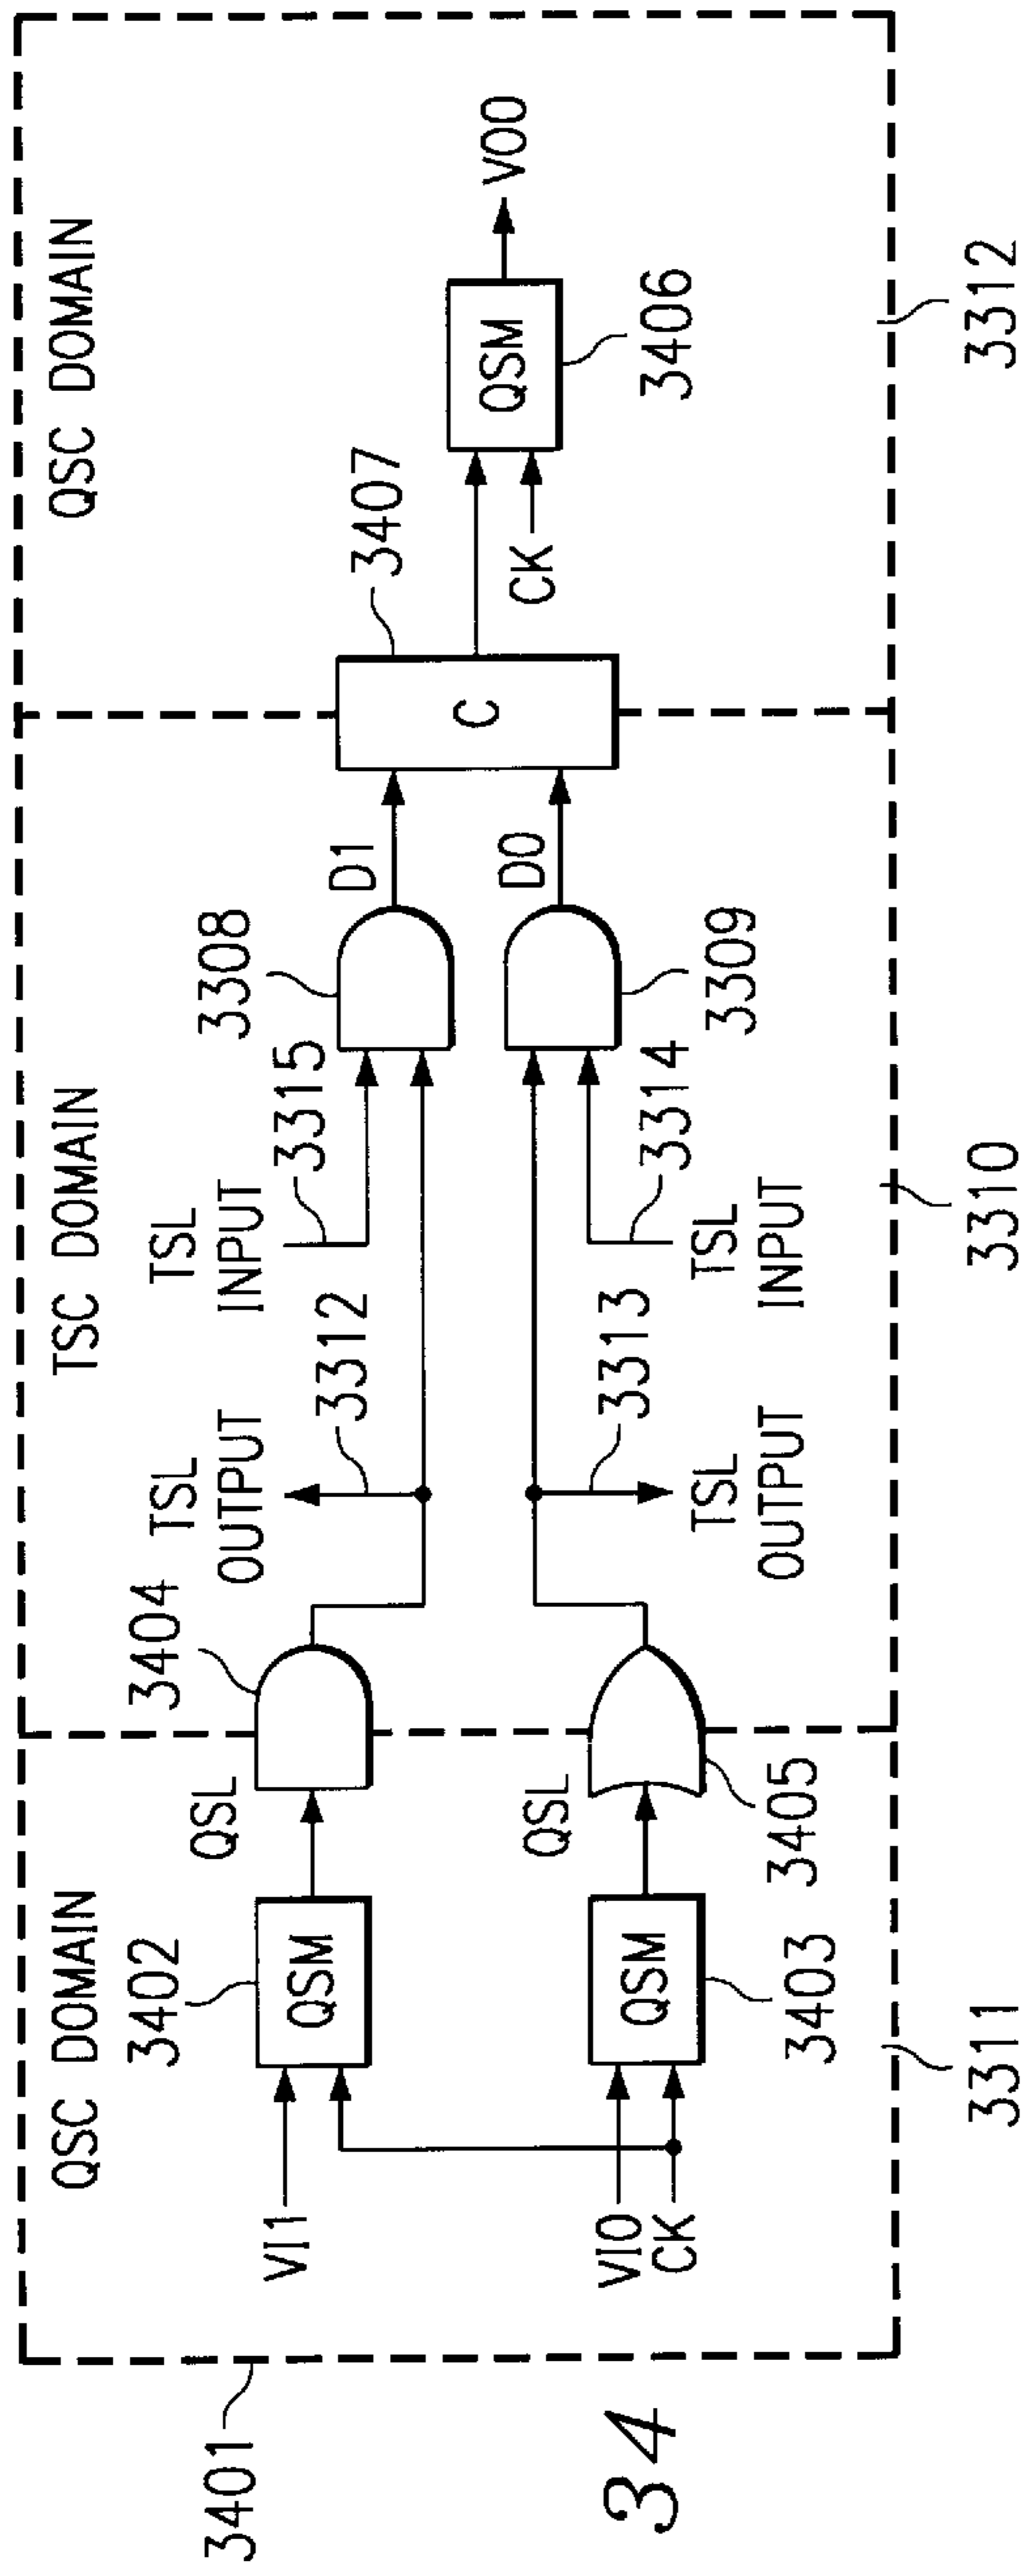 QSC DOMAIN
TSC DOMAIN
QSC DOMAIN
3401
3402
QSL
3404
TSL
OUTPUT
3312
TSL
INPUT
3315
3308
D1
3407
VI1
QSM
C
QSM
VOO
CK
3406
VI0
CK
QSM
QSL
3405
3403
3313
TSL
OUTPUT
TSL
INPUT
3314
3309
D0
3311
3310
3312
34